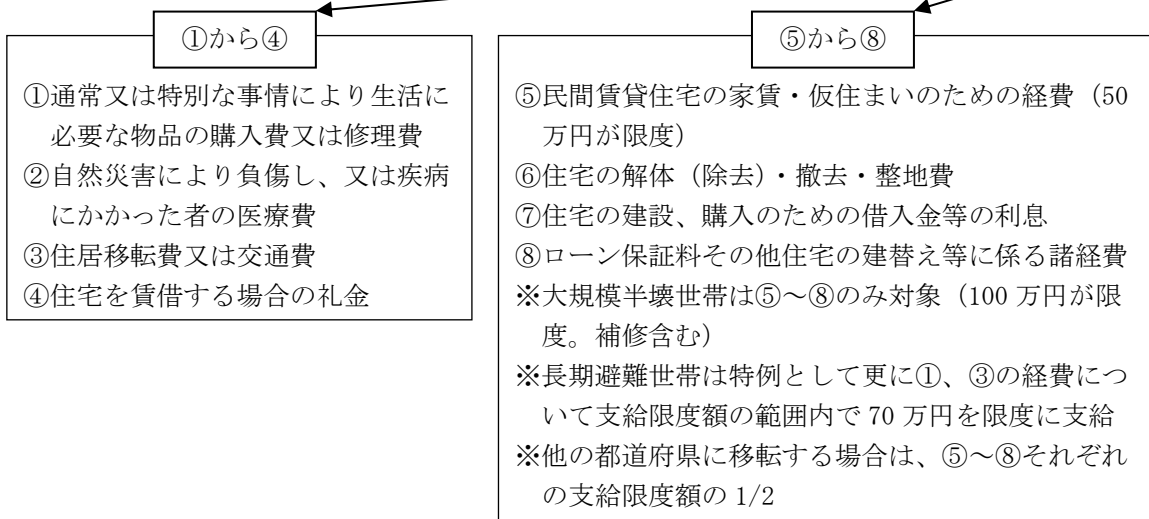 ①から④
①通常又は特別な事情により生活に
必要な物品の購入費又は修理費
②自然災害により負傷し、又は疾病
にかかった者の医療費
③住居移転費又は交通費
④住宅を賃借する場合の礼金
⑤から⑧
⑤民間賃貸住宅の家賃・仮住まいのための経費（50
万円が限度）
⑥住宅の解体（除去）・撤去・整地費
⑦住宅の建設、購入のための借入金等の利息
⑧ローン保証料その他住宅の建替え等に係る諸経費
※大規模半壊世帯は⑤～⑧のみ対象（100 万円が限
度。補修含む）
※長期避難世帯は特例として更に①、③の経費につ
いて支給限度額の範囲内で 70 万円を限度に支給
※他の都道府県に移転する場合は、⑤～⑧それぞれ
の支給限度額の 1/2